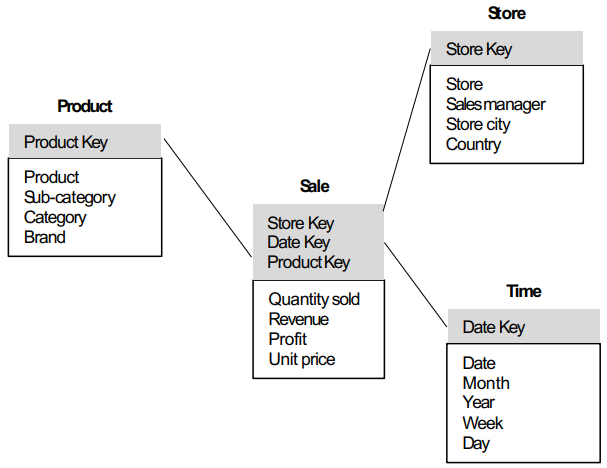 Store
Store Key
Store
Sales manager
Store city
Country
Product
Product Key
Product
Sub-category
Category
Brand
Sale
Store Key
Date Key
Product Key
Quantity sold
Revenue
Profit
Unit price
Time
Date Key
Date
Month
Year
Week
Day